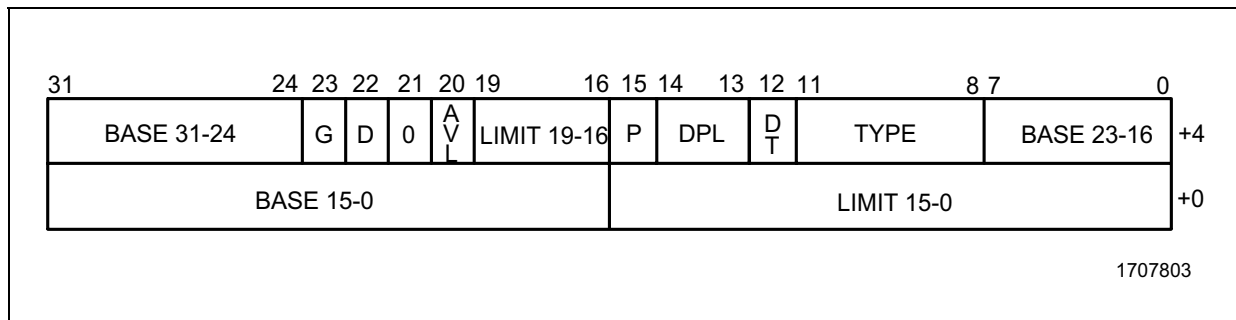 31 24 23 22 21 20 19 16 15 14 13 12 11 8 7 0
BASE 31-24 G D 0 AVL LIMIT 19-16 P DPL DT TYPE BASE 23-16 +4
BASE 15-0 LIMIT 15-0 +0
1707803